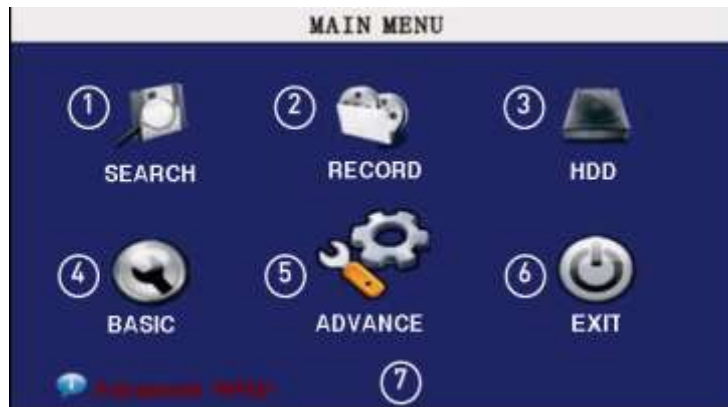 MAIN MENU
1 2 3
SEARCH RECORD HDD
4 5 6
BASIC ADVANCE EXIT
7